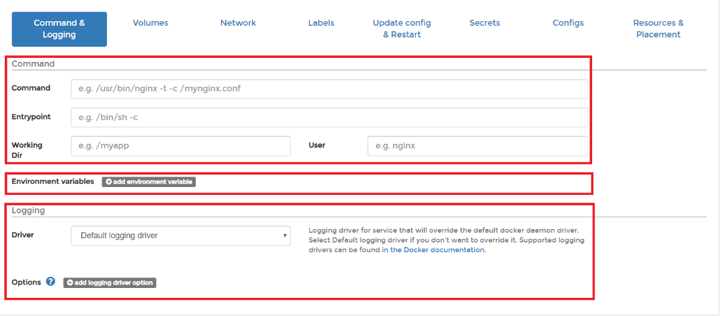 Command & Logging
Volumes
Network
Labels
Update config & Restart
Secrets
Configs
Resources & Placement
Command
Command e.g. /usr/bin/nginx -t -c /mynginx.conf
Entrypoint e.g. /bin/sh -c
Working Dir e.g. /myapp User e.g. nginx
Environment variables add environment variable
Logging
Driver Default logging driver
Logging driver for service that will override the default docker daemon driver.
Select Default logging driver if you don't want to override it. Supported logging
drivers can be found in the Docker documentation.
Options ? add logging driver option